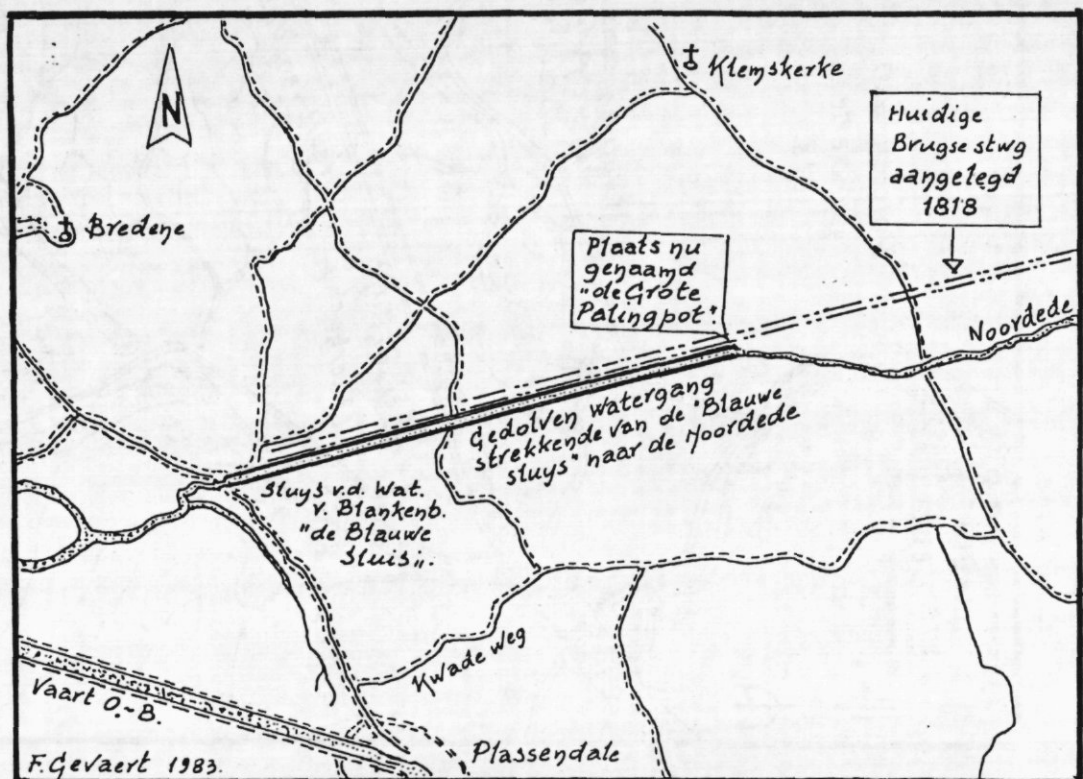 Klemskerke
N
Huidige
Brugse stwg
aangelegd
1818
Bredene
Plaats nu
genaamd
"de Grote
Palingpot"
Noordede
Gedolven watergang
strekkende van de "Blauwe
sluys" naar de Noordede
Sluys v.d. Wat.
v. Blankenb.
"de Blauwe
Sluis".
Kwade weg
Vaart O.~B.
Plassendale
F. Gevaert 1983.